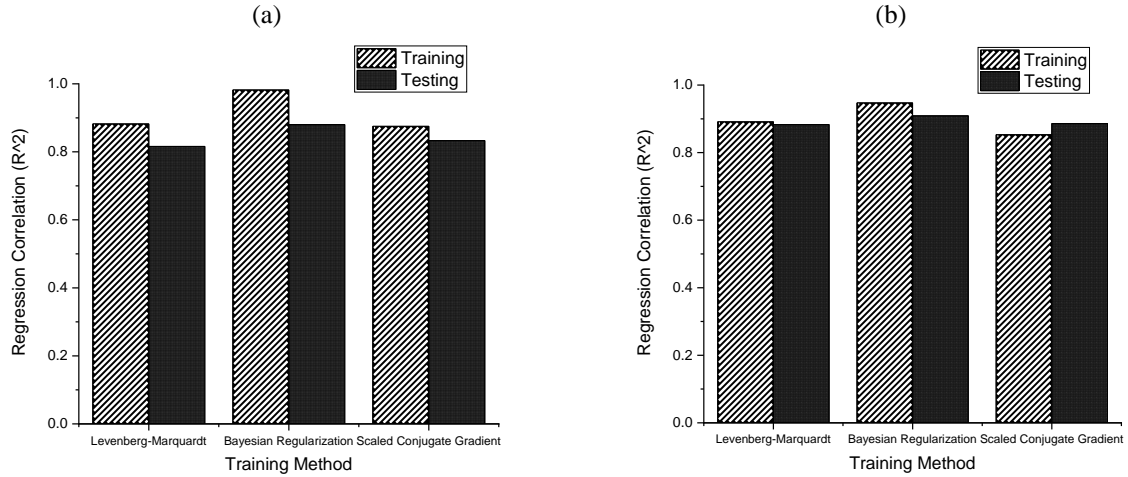 (a)
Training
Testing
1.0
0.8
0.6
0.4
0.2
0.0
Regression Correlation (R^2)
Levenberg-Marquardt Bayesian Regularization Scaled Conjugate Gradient
Training Method
(b)
Training
Testing
1.0
0.8
0.6
0.4
0.2
0.0
Regression Correlation (R^2)
Levenberg-Marquardt Bayesian Regularization Scaled Conjugate Gradient
Training Method